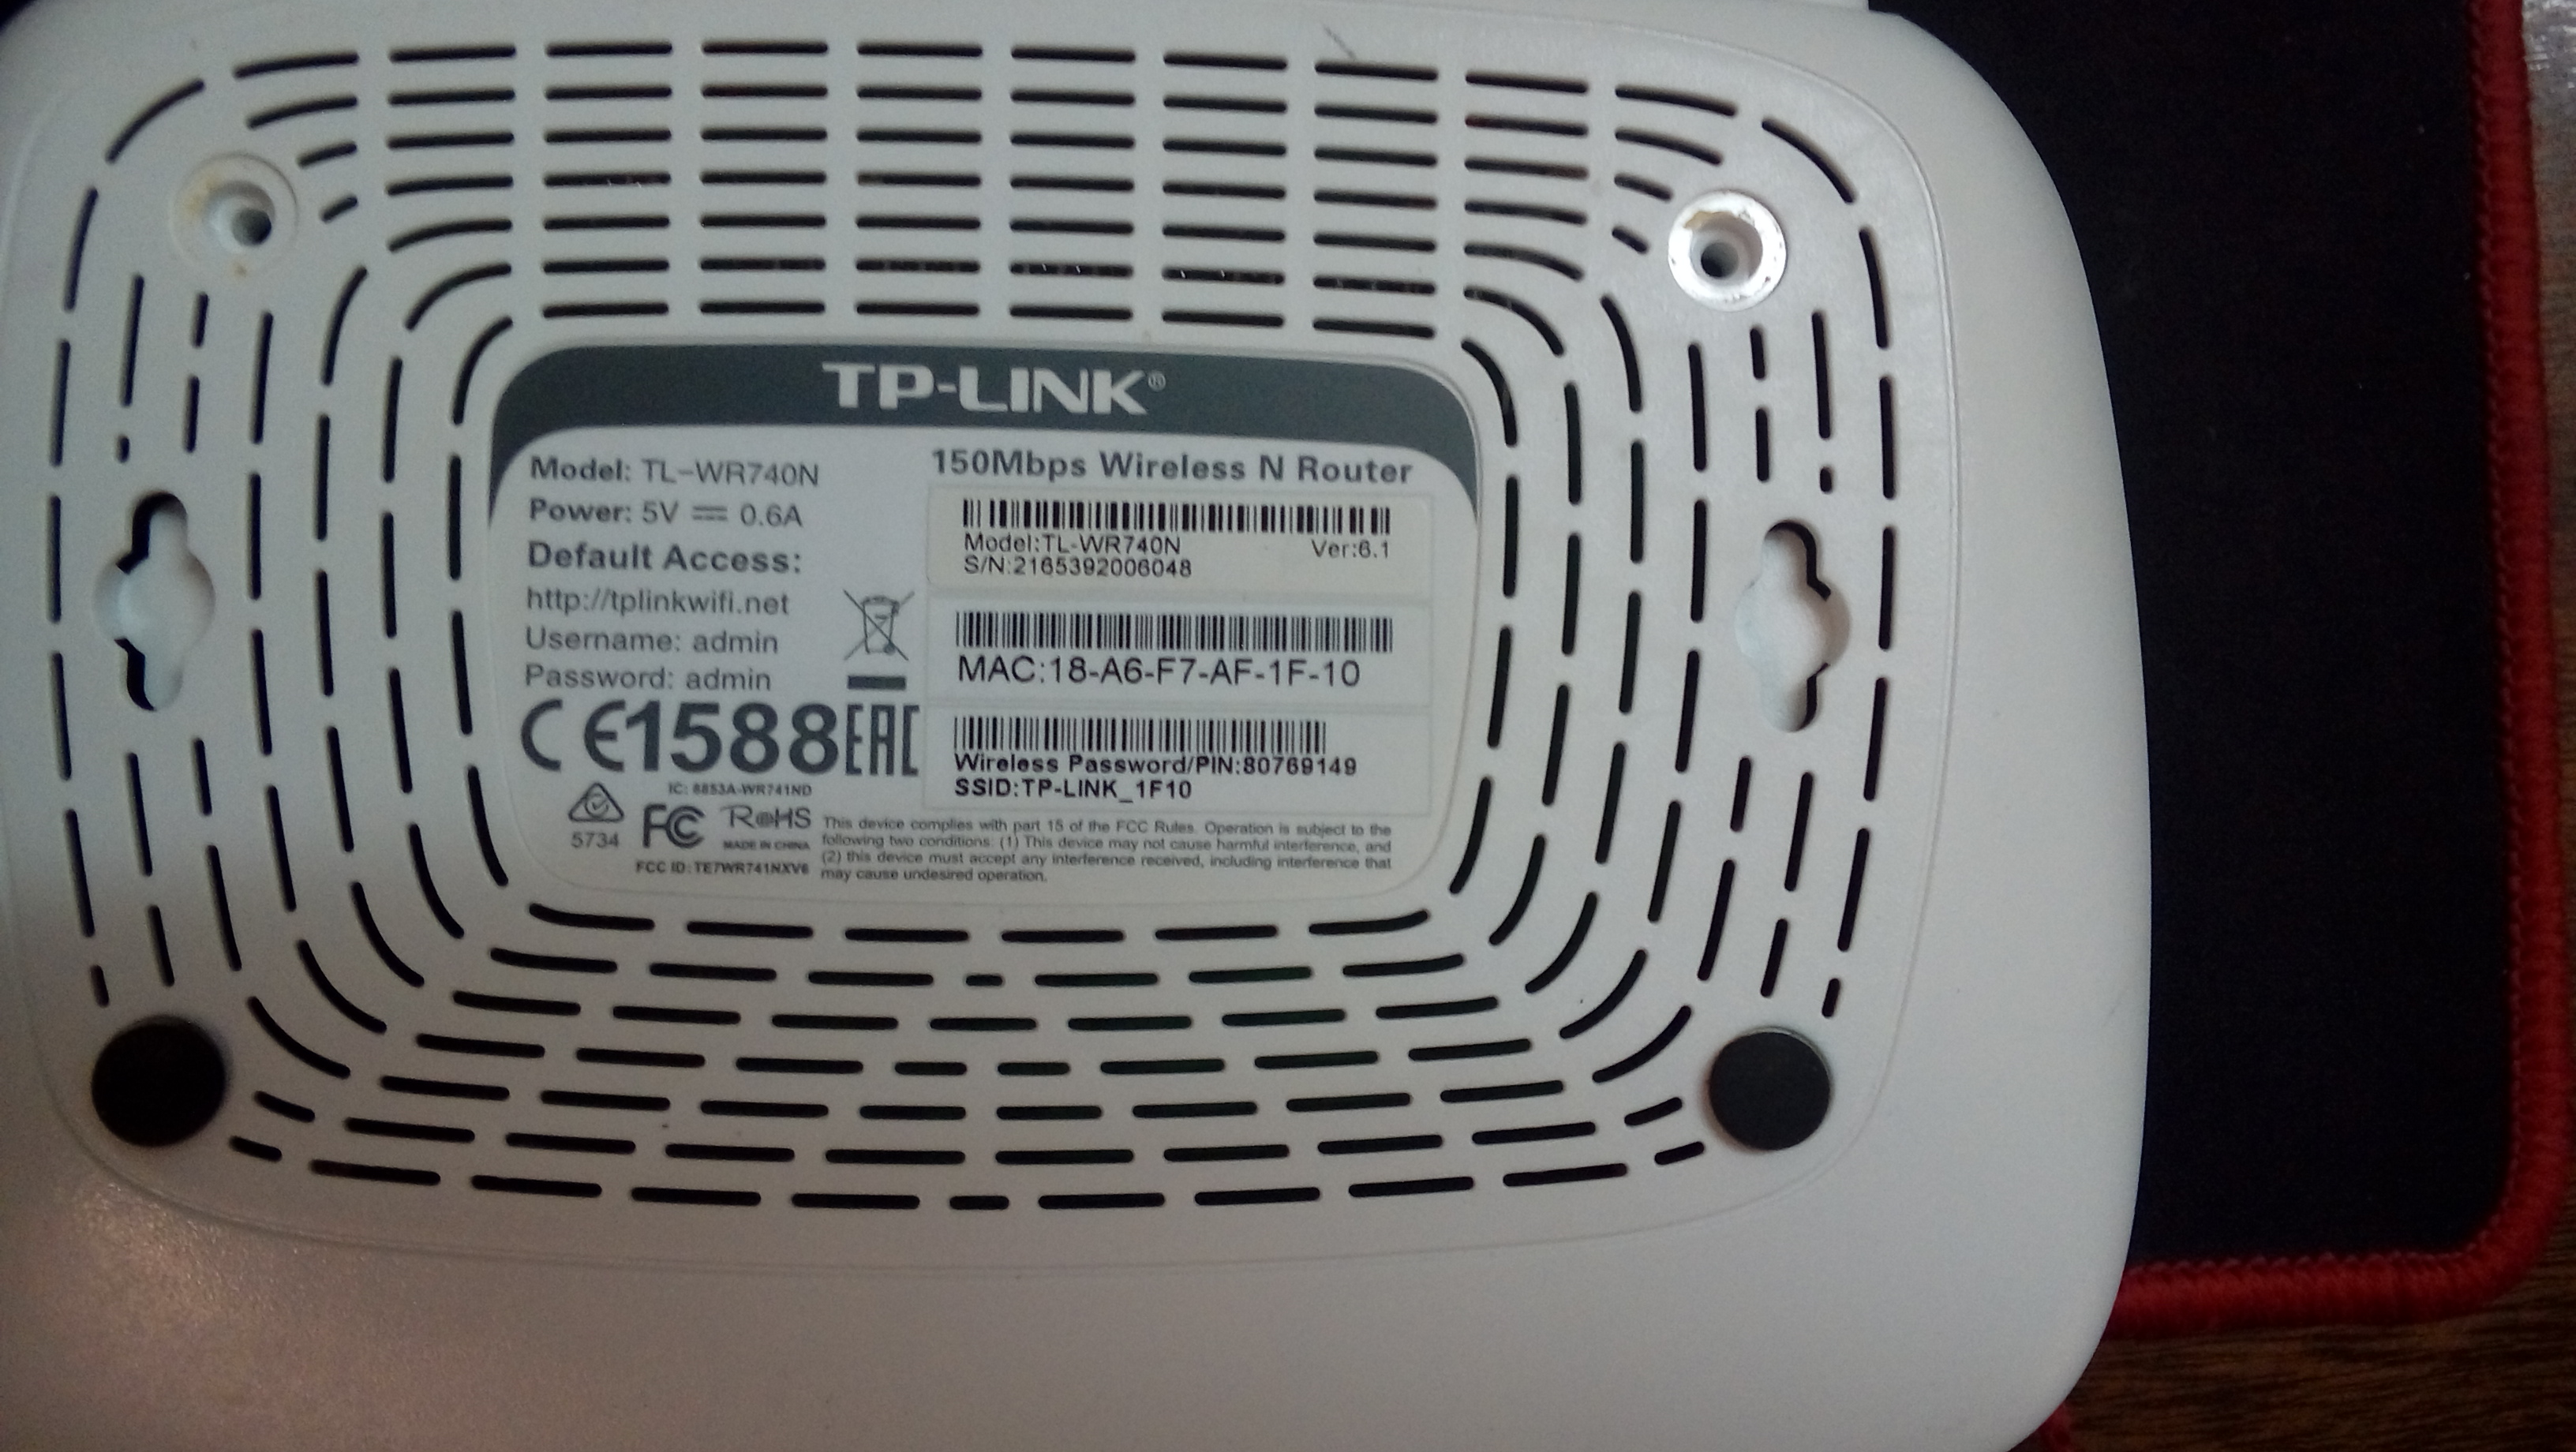 TP-LINK®
Model: TL-WR740N
Power: 5V ⎓ 0.6A
Default Access:
http://tplinkwifi.net
Username: admin
Password: admin
CE1588 EAC
IC: 8853A-WR741ND
5734
FC RoHS
MADE IN CHINA
FCC ID: TE7WR741NXV6
150Mbps Wireless N Router
Model:TL-WR740N Ver:6.1
S/N:2165392006048
MAC:18-A6-F7-AF-1F-10
Wireless Password/PIN:80769149
SSID:TP-LINK_1F10
This device complies with part 15 of the FCC Rules. Operation is subject to the
following two conditions: (1) This device may not cause harmful interference, and
(2) this device must accept any interference received, including interference that
may cause undesired operation.